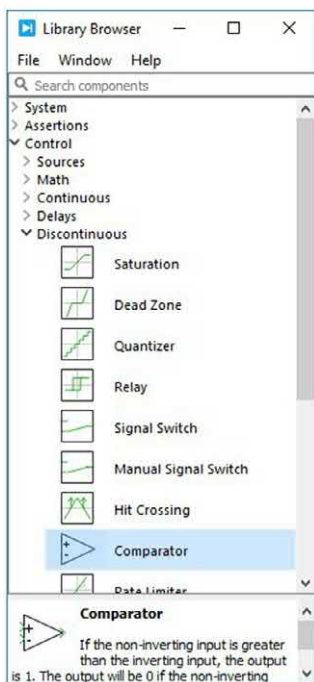 Library Browser
File Window Help
Search components
System
Assertions
Control
Sources
Math
Continuous
Delays
Discontinuous
Saturation
Dead Zone
Quantizer
Relay
Signal Switch
Manual Signal Switch
Hit Crossing
Comparator
Rate Limiter
Comparator
If the non-inverting input is greater
than the inverting input, the output
is 1. The output will be 0 if the non-inverting